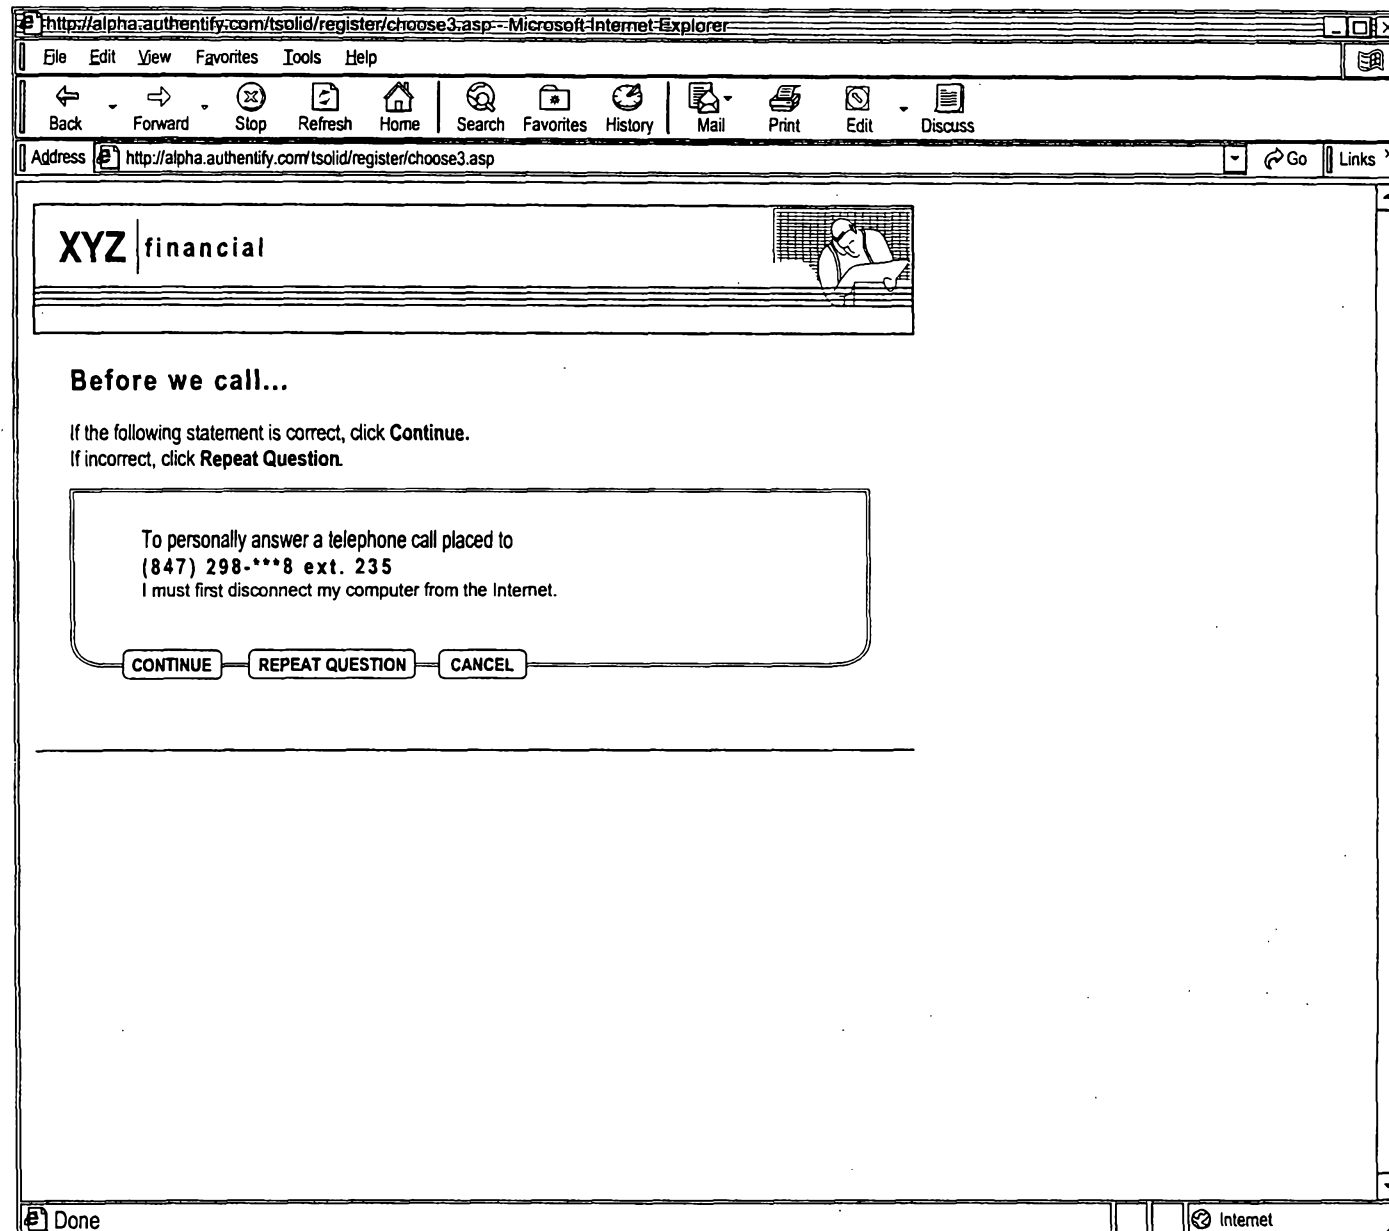 http://alpha.authentify.com/tsolid/register/choose3.asp - Microsoft Internet Explorer
File Edit View Favorites Tools Help
Back Forward Stop Refresh Home Search Favorites History Mail Print Edit Discuss
Address http://alpha.authentify.com/tsolid/register/choose3.asp Go Links »
XYZ financial
Before we call...
If the following statement is correct, click Continue.
If incorrect, click Repeat Question.
To personally answer a telephone call placed to
(847) 298-***8 ext. 235
I must first disconnect my computer from the Internet.
CONTINUE REPEAT QUESTION CANCEL
Done Internet